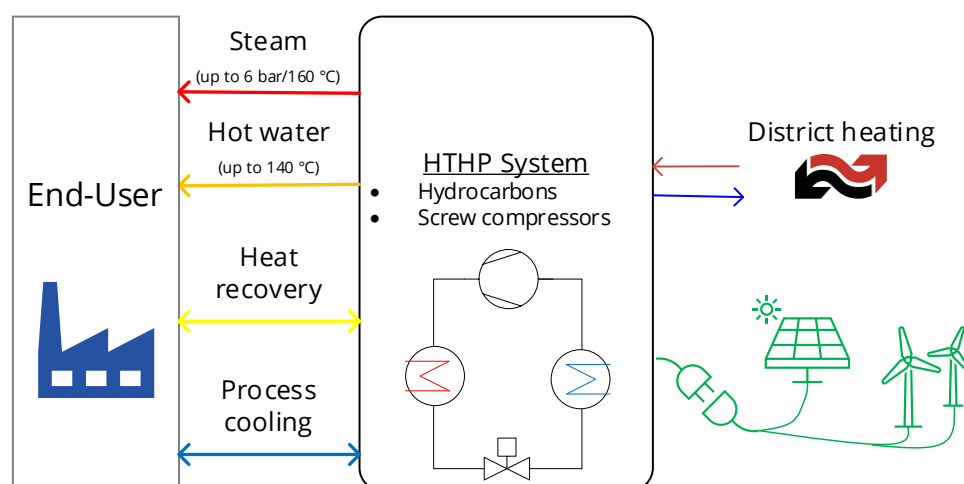 Steam
(up to 6 bar/160 °C)
Hot water
(up to 140 °C)
End-User
Heat
recovery
Process
cooling
HTHP System
• Hydrocarbons
• Screw compressors
District heating